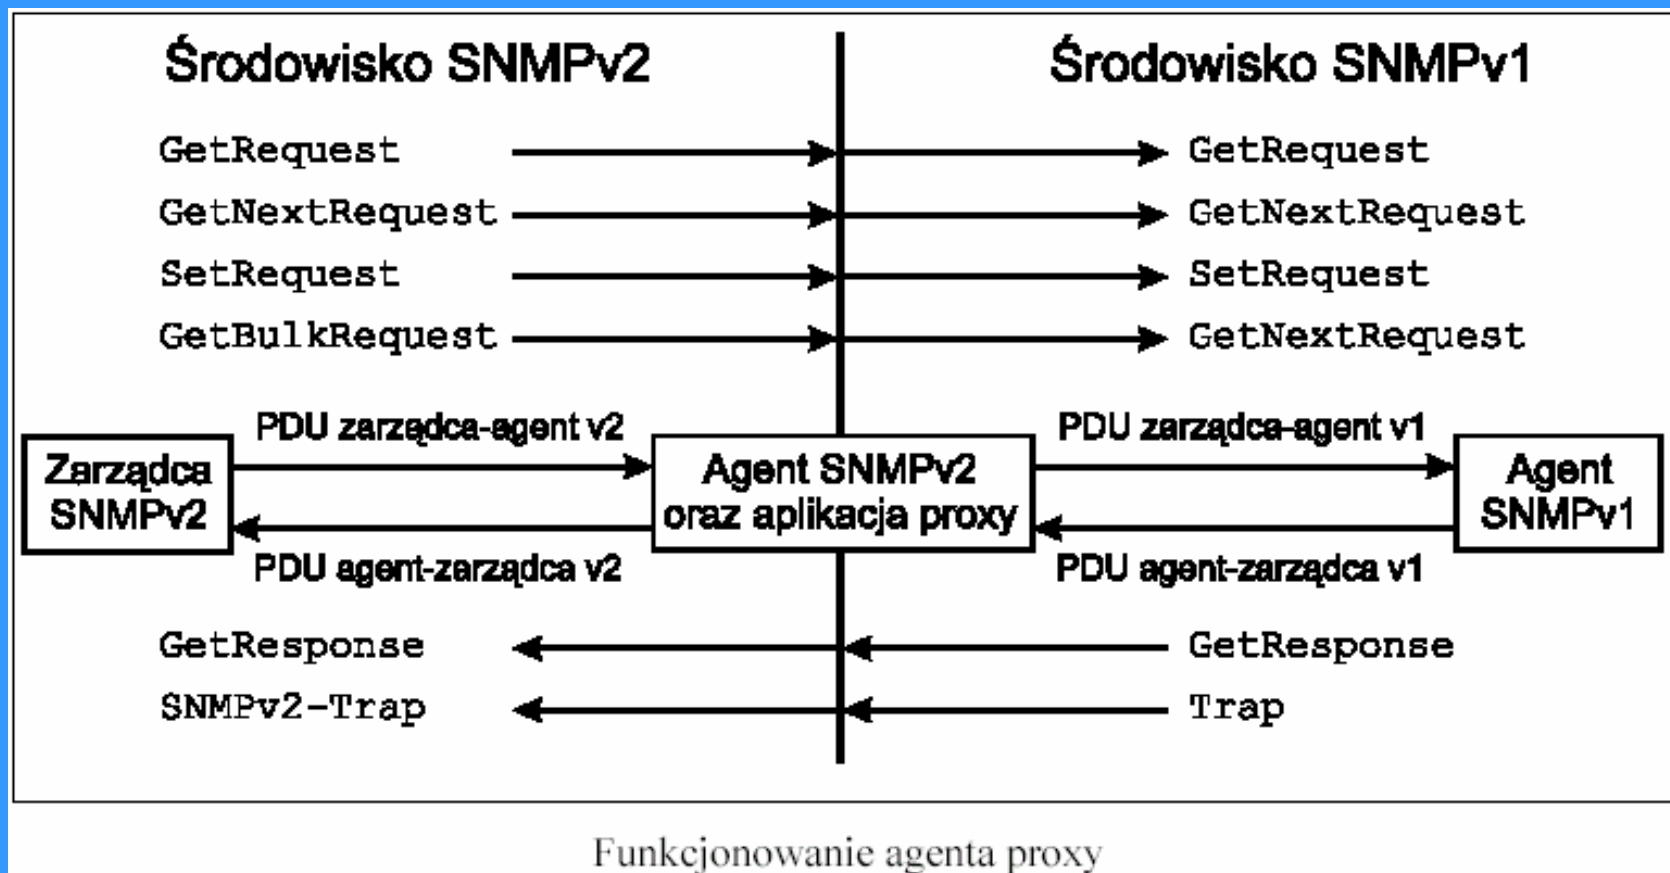 Środowisko SNMPv2 Środowisko SNMPv1
GetRequest GetRequest
GetNextRequest GetNextRequest
SetRequest SetRequest
GetBulkRequest GetNextRequest
PDU zarządca-agent v2 PDU zarządca-agent v1
Zarządca
SNMPv2
Agent SNMPv2
oraz aplikacja proxy
Agent
SNMPv1
PDU agent-zarządca v2 PDU agent-zarządca v1
GetResponse GetResponse
SNMPv2-Trap Trap
Funkcjonowanie agenta proxy